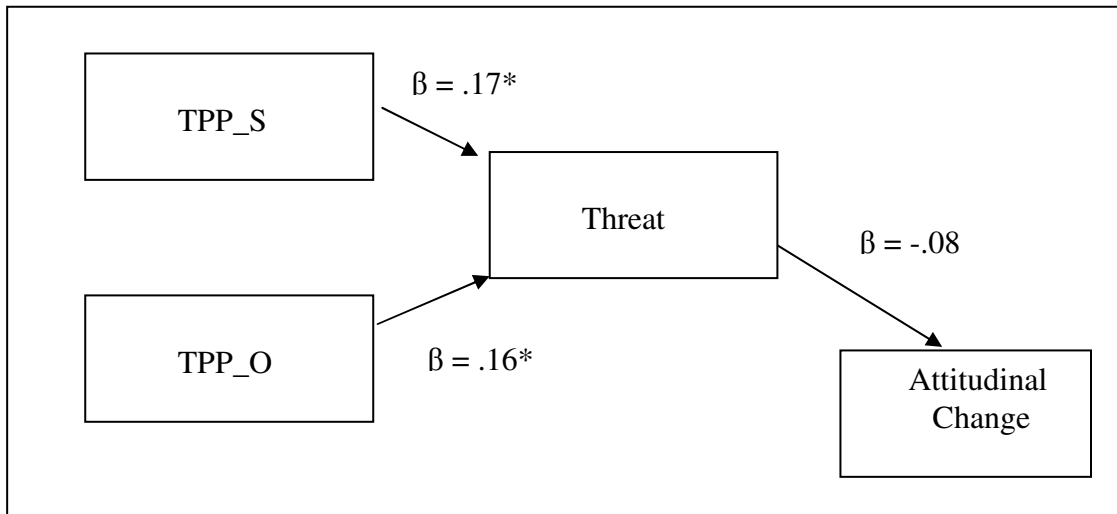 TPP_S
β = .17*
Threat
β = -.08
TPP_O
β = .16*
Attitudinal
Change